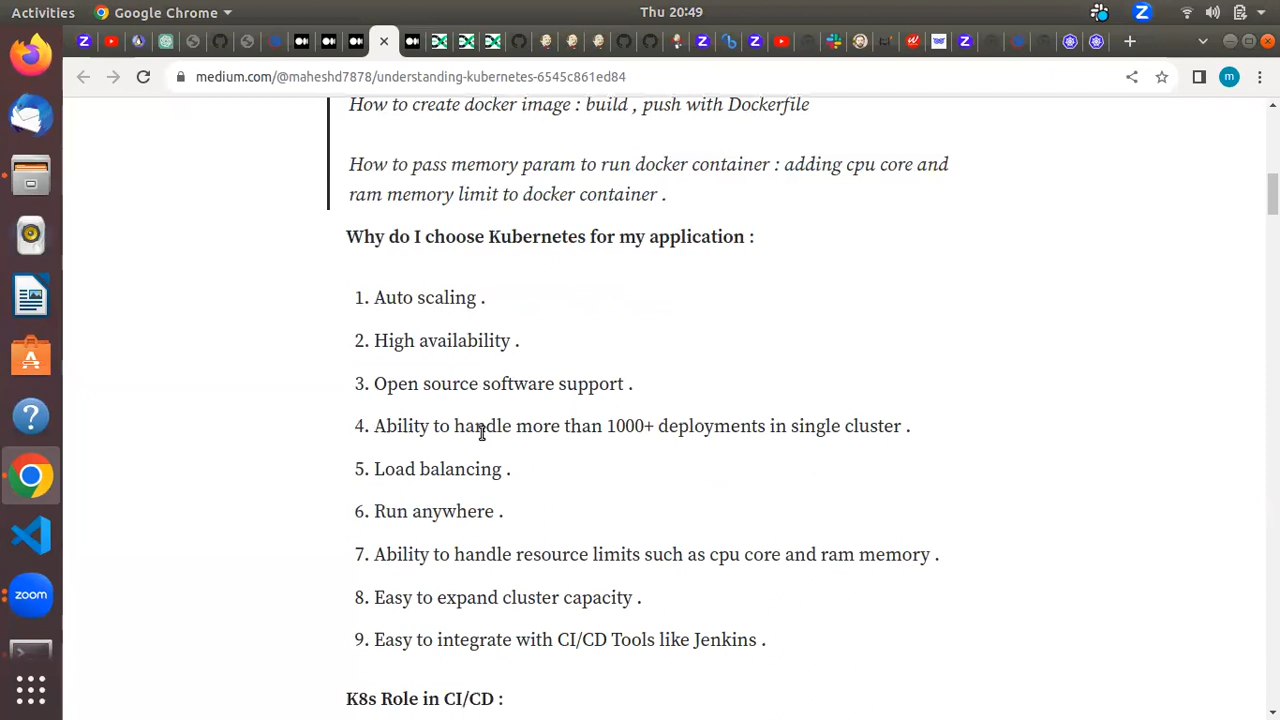 Activities
Google Chrome
Thu 20:49
medium.com/@maheshd7878/understanding-kubernetes-6545c861ed84
m
How to create docker image : build , push with Dockerfile
How to pass memory param to run docker container : adding cpu core and
ram memory limit to docker container .
Why do I choose Kubernetes for my application :
1. Auto scaling .
2. High availability .
3. Open source software support .
4. Ability to handle more than 1000+ deployments in single cluster .
5. Load balancing .
6. Run anywhere .
7. Ability to handle resource limits such as cpu core and ram memory .
8. Easy to expand cluster capacity .
9. Easy to integrate with CI/CD Tools like Jenkins .
K8s Role in CI/CD :
zoom